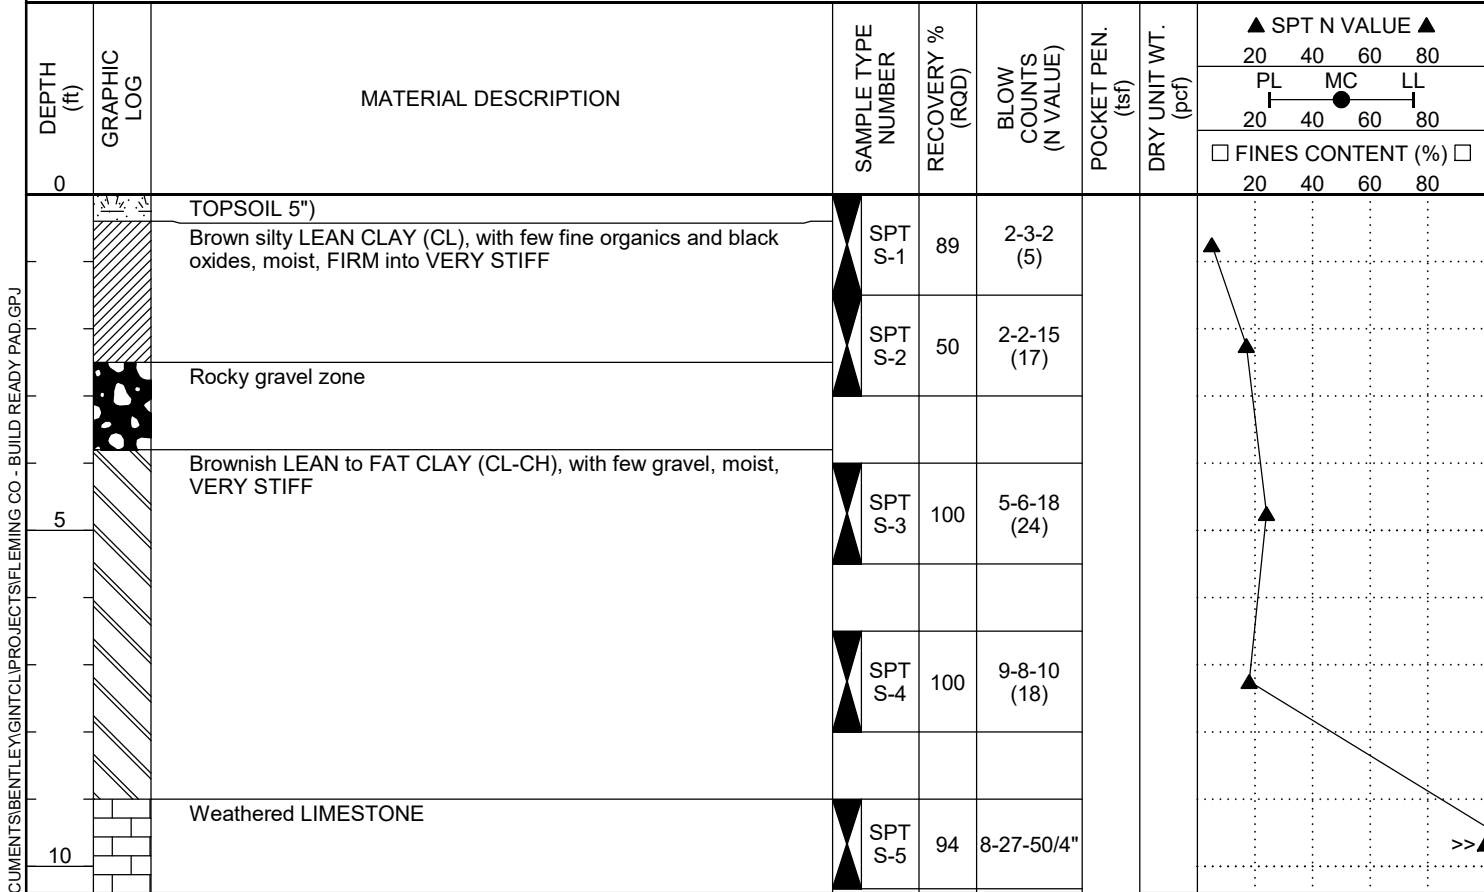 DEPTH
(ft)
GRAPHIC
LOG
MATERIAL DESCRIPTION
SAMPLE TYPE
NUMBER
RECOVERY %
(RQD)
BLOW
COUNTS
(N VALUE)
POCKET PEN.
(tsf)
DRY UNIT WT.
(pcf)
▲ SPT N VALUE ▲
20 40 60 80
PL MC LL
20 40 60 80
□ FINES CONTENT (%) □
20 40 60 80
0
TOPSOIL 5")
Brown silty LEAN CLAY (CL), with few fine organics and black
oxides, moist, FIRM into VERY STIFF
SPT
S-1
89
2-3-2
(5)
SPT
S-2
50
2-2-15
(17)
Rocky gravel zone
Brownish LEAN to FAT CLAY (CL-CH), with few gravel, moist,
VERY STIFF
5
SPT
S-3
100
5-6-18
(24)
SPT
S-4
100
9-8-10
(18)
Weathered LIMESTONE
10
SPT
S-5
94
8-27-50/4"
>>▲
CUMENTS\BENTLEY\GINTCL\PROJECTS\FLEMING CO - BUILD READY PAD.GPJ